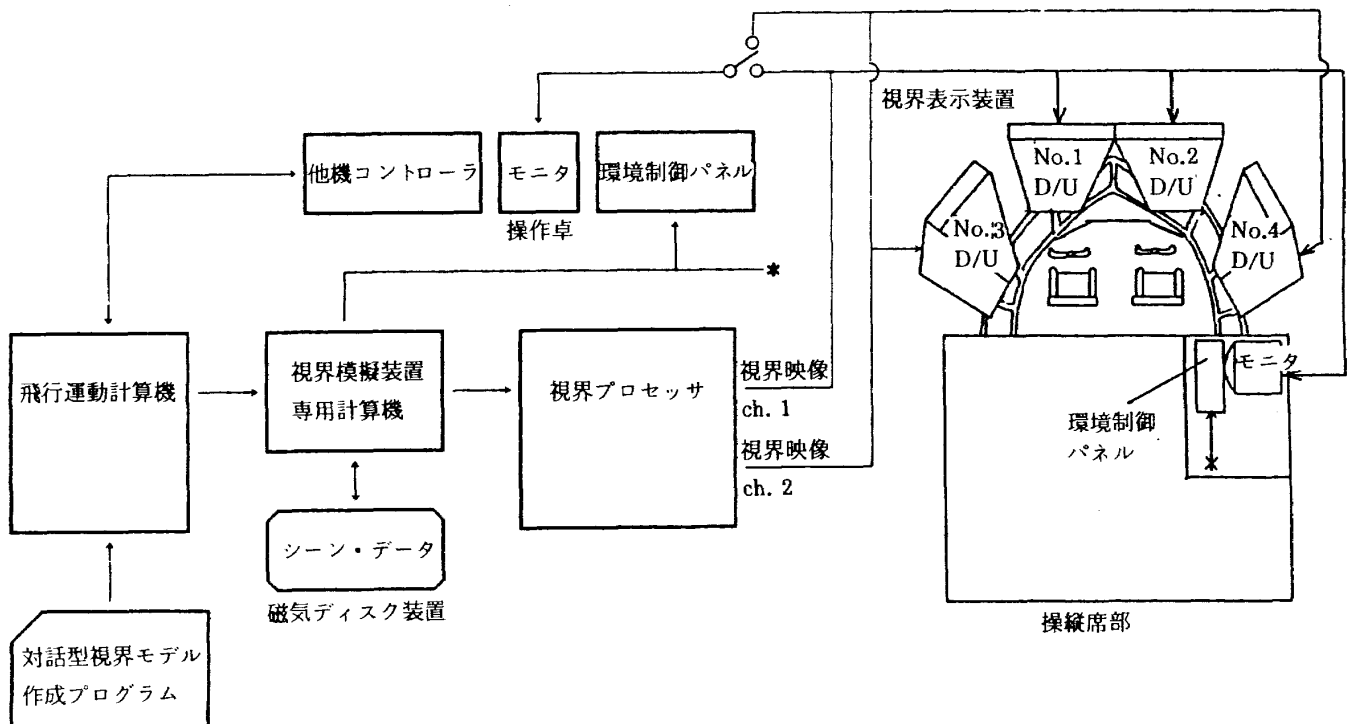 視界表示装置
No.1
D/U
No.2
D/U
No.3
D/U
No.4
D/U
他機コントローラ
モニタ
環境制御パネル
操作卓
*
飛行運動計算機
視界模擬装置
専用計算機
視界プロセッサ
視界映像
ch. 1
視界映像
ch. 2
シーン・データ
磁気ディスク装置
対話型視界モデル
作成プログラム
モニタ
環境制御
パネル
*
操縦席部